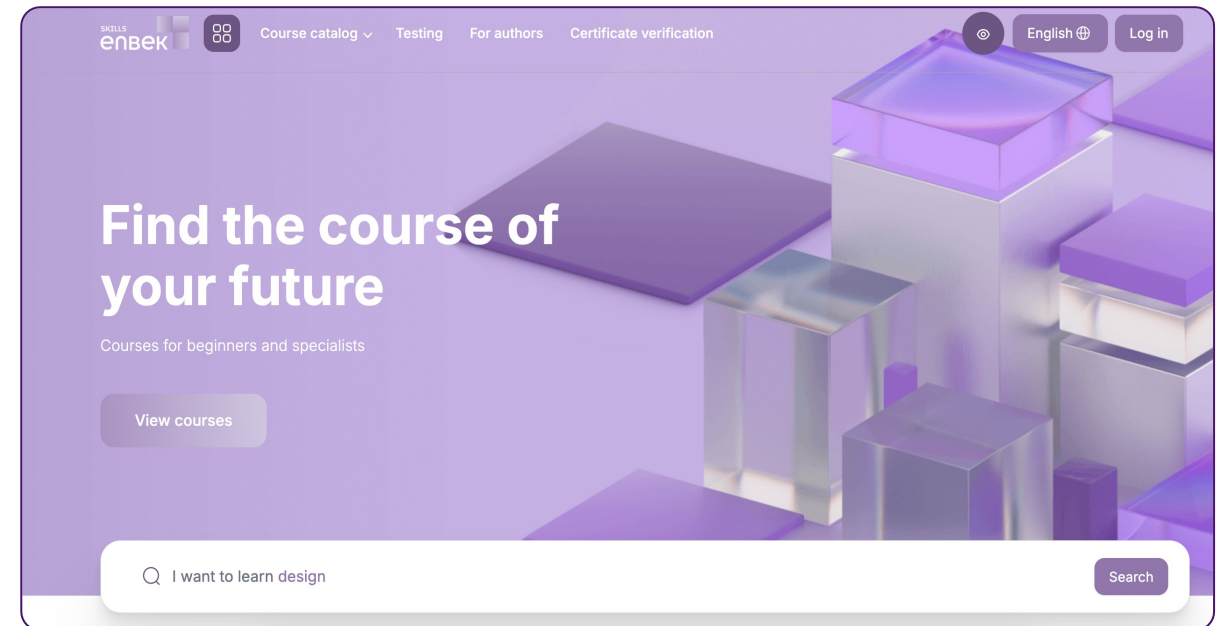 SKILLS
enBeK
Course catalog
Testing
For authors
Certificate verification
English
Log in
Find the course of
your future
Courses for beginners and specialists
View courses
I want to learn design
Search